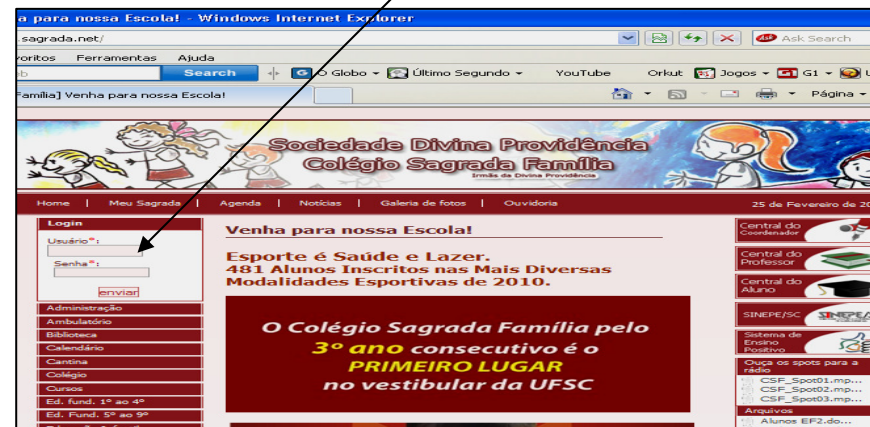 a para nossa Escola! - Windows Internet Explorer
.sagrada.net/
Ask Search
voritos Ferramentas Ajuda
Search O Globo Último Segundo YouTube Orkut Jogos G1
Família] Venha para nossa Escola!
Página
Sociedade Divina Providência
Colégio Sagrada Família
Irmãs da Divina Providência
Home | Meu Sagrada | Agenda | Notícias | Galeria de fotos | Ouvidoria
25 de Fevereiro de 20
Login
Usuário*:
Senha*:
enviar
Administração
Ambulatório
Biblioteca
Calendário
Cantina
Colégio
Cursos
Ed. fund. 1º ao 4º
Ed. Fund. 5º ao 9º
Venha para nossa Escola!
Esporte é Saúde e Lazer.
481 Alunos Inscritos nas Mais Diversas
Modalidades Esportivas de 2010.
O Colégio Sagrada Família pelo
3º ano consecutivo é o
PRIMEIRO LUGAR
no vestibular da UFSC
Central do
Coordenador
Central do
Professor
Central do
Aluno
SINEPE/SC
SINEPE/
Sistema de
Ensino
Positivo
Ouça os spots para a
rádio
CSF_Spot01.mp...
CSF_Spot02.mp...
CSF_Spot03.mp...
Arquivos
Alunos EF2.do...